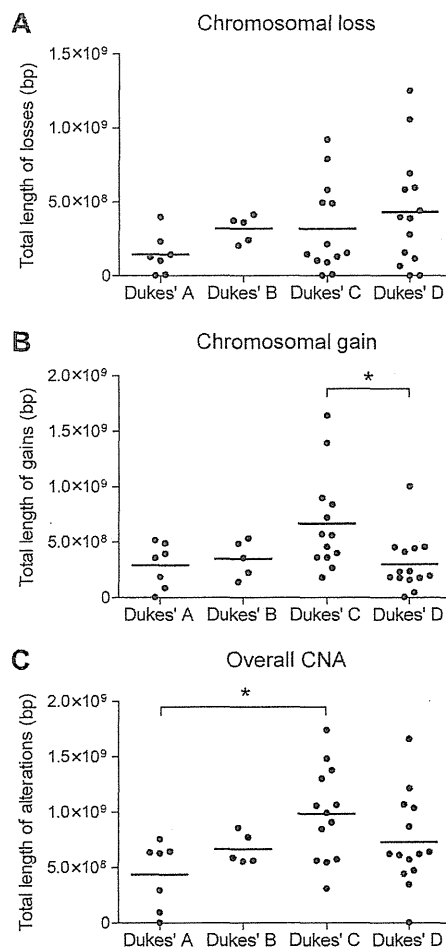 A Chromosomal loss
Total length of losses (bp)
1.5×10⁹
1.0×10⁹
5.0×10⁸
0
Dukes' A Dukes' B Dukes' C Dukes' D
B Chromosomal gain
Total length of gains (bp)
2.0×10⁹
1.5×10⁹
1.0×10⁹
5.0×10⁸
0
*
Dukes' A Dukes' B Dukes' C Dukes' D
C Overall CNA
Total length of alterations (bp)
2.0×10⁹
1.5×10⁹
1.0×10⁹
5.0×10⁸
0
*
Dukes' A Dukes' B Dukes' C Dukes' D